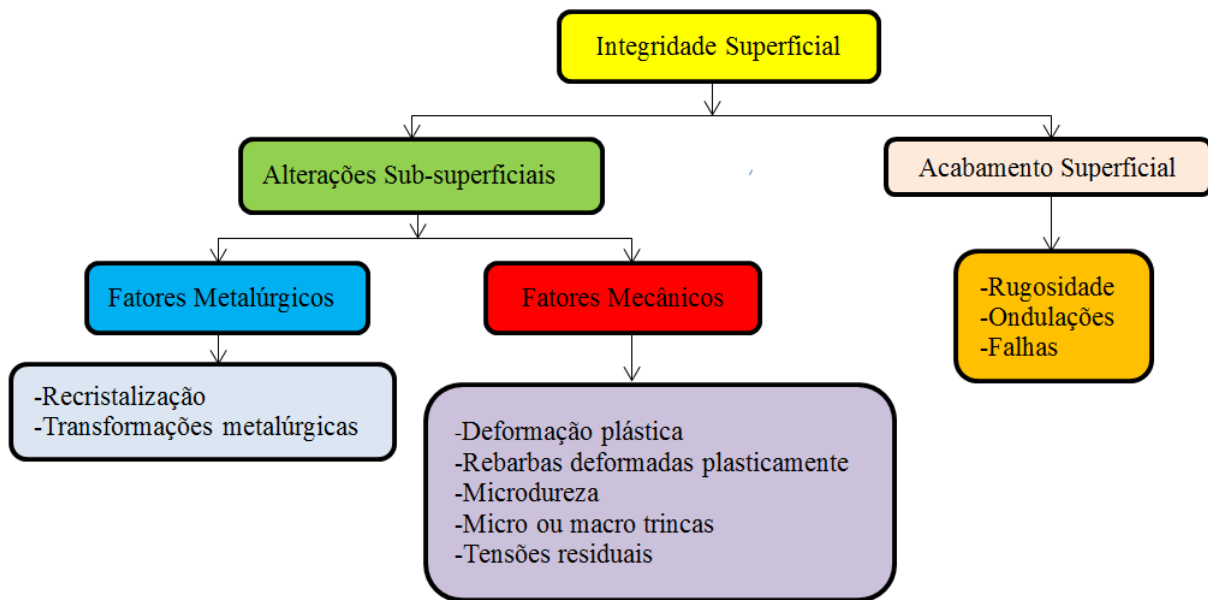 Integridade Superficial
Alterações Sub-superficiais
Acabamento Superficial
Fatores Metalúrgicos
Fatores Mecânicos
-Rugosidade
-Ondulações
-Falhas
-Recristalização
-Transformações metalúrgicas
-Deformação plástica
-Rebarbas deformadas plasticamente
-Microdureza
-Micro ou macro trincas
-Tensões residuais